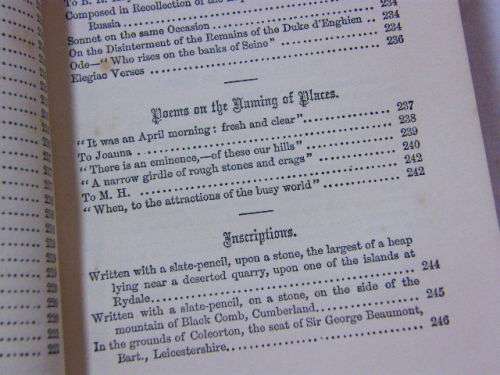 Composed in Recollection of the
Russia
Sonnet on the same Occasion . . . . . 234
On the Disinterment of the Remains of the Duke d'Enghien . . 234
Ode—"Who rises on the banks of Seine" . . . . . 234
Elegiac Verses . . . . . 236
Poems on the Naming of Places.
"It was an April morning: fresh and clear" . . . . . 237
To Joanna . . . . . 238
"There is an eminence,—of these our hills" . . . . . 239
"A narrow girdle of rough stones and crags" . . . . . 240
To M. H. . . . . . 242
"When, to the attractions of the busy world" . . . . . 242
Inscriptions.
Written with a slate-pencil, upon a stone, the largest of a heap
lying near a deserted quarry, upon one of the islands at
Rydale . . . . . 244
Written with a slate-pencil, on a stone, on the side of the
mountain of Black Comb, Cumberland . . . . . 245
In the grounds of Coleorton, the seat of Sir George Beaumont,
Bart., Leicestershire . . . . . 246